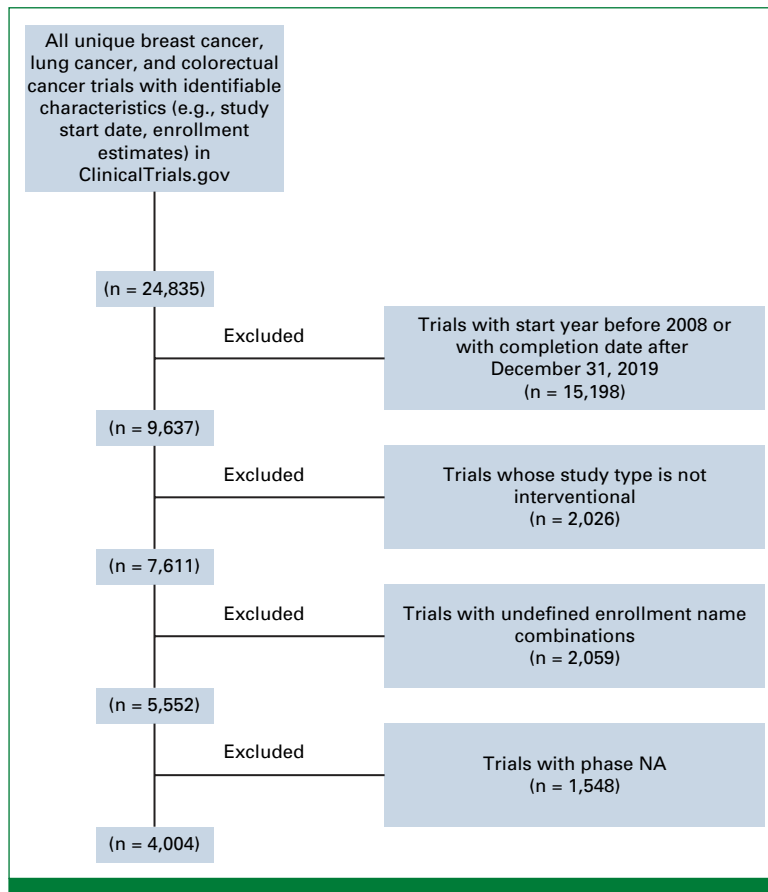 All unique breast cancer,
lung cancer, and colorectual
cancer trials with identifiable
characteristics (e.g., study
start date, enrollment
estimates) in
ClinicalTrials.gov
(n = 24,835)
Excluded
Trials with start year before 2008 or
with completion date after
December 31, 2019
(n = 15,198)
(n = 9,637)
Excluded
Trials whose study type is not
interventional
(n = 2,026)
(n = 7,611)
Excluded
Trials with undefined enrollment name
combinations
(n = 2,059)
(n = 5,552)
Excluded
Trials with phase NA
(n = 1,548)
(n = 4,004)